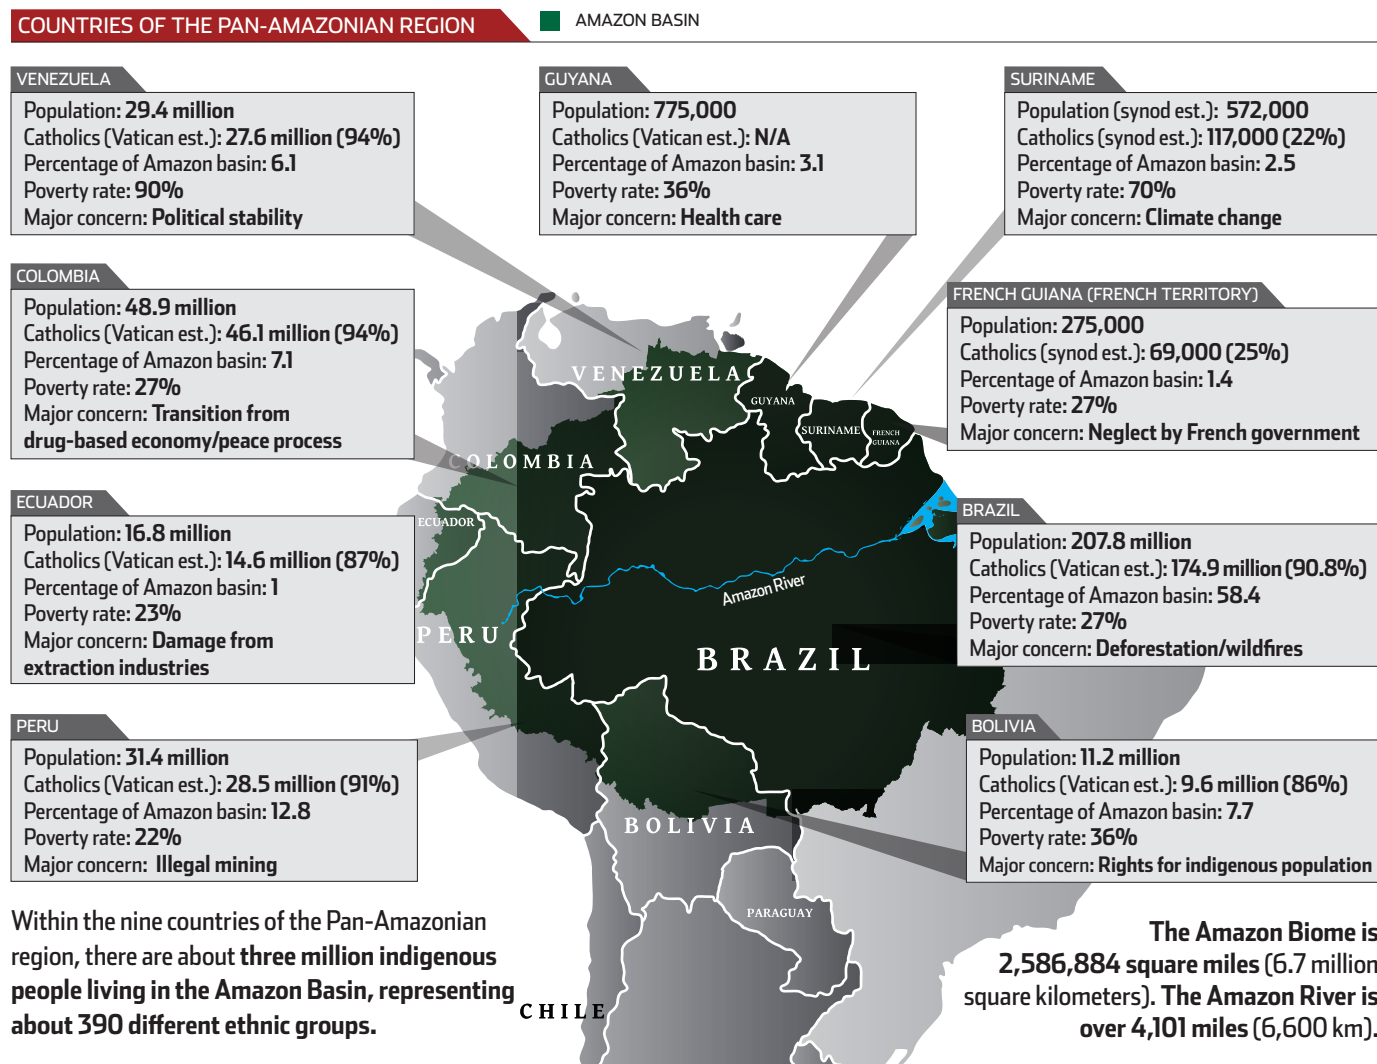 COUNTRIES OF THE PAN-AMAZONIAN REGION
AMAZON BASIN
VENEZUELA
Population: 29.4 million
Catholics (Vatican est.): 27.6 million (94%)
Percentage of Amazon basin: 6.1
Poverty rate: 90%
Major concern: Political stability
GUYANA
Population: 775,000
Catholics (Vatican est.): N/A
Percentage of Amazon basin: 3.1
Poverty rate: 36%
Major concern: Health care
SURINAME
Population (synod est.): 572,000
Catholics (synod est.): 117,000 (22%)
Percentage of Amazon basin: 2.5
Poverty rate: 70%
Major concern: Climate change
COLOMBIA
Population: 48.9 million
Catholics (Vatican est.): 46.1 million (94%)
Percentage of Amazon basin: 7.1
Poverty rate: 27%
Major concern: Transition from
drug-based economy/peace process
FRENCH GUIANA (FRENCH TERRITORY)
Population: 275,000
Catholics (synod est.): 69,000 (25%)
Percentage of Amazon basin: 1.4
Poverty rate: 27%
Major concern: Neglect by French government
ECUADOR
Population: 16.8 million
Catholics (Vatican est.): 14.6 million (87%)
Percentage of Amazon basin: 1
Poverty rate: 23%
Major concern: Damage from
extraction industries
BRAZIL
Population: 207.8 million
Catholics (Vatican est.): 174.9 million (90.8%)
Percentage of Amazon basin: 58.4
Poverty rate: 27%
Major concern: Deforestation/wildfires
PERU
Population: 31.4 million
Catholics (Vatican est.): 28.5 million (91%)
Percentage of Amazon basin: 12.8
Poverty rate: 22%
Major concern: Illegal mining
BOLIVIA
Population: 11.2 million
Catholics (Vatican est.): 9.6 million (86%)
Percentage of Amazon basin: 7.7
Poverty rate: 36%
Major concern: Rights for indigenous population
VENEZUELA
GUYANA
SURINAME
FRENCH
GUIANA
COLOMBIA
ECUADOR
Amazon River
PERU
BRAZIL
BOLIVIA
PARAGUAY
CHILE
Within the nine countries of the Pan-Amazonian
region, there are about three million indigenous
people living in the Amazon Basin, representing
about 390 different ethnic groups.
The Amazon Biome is
2,586,884 square miles (6.7 million
square kilometers). The Amazon River is
over 4,101 miles (6,600 km).